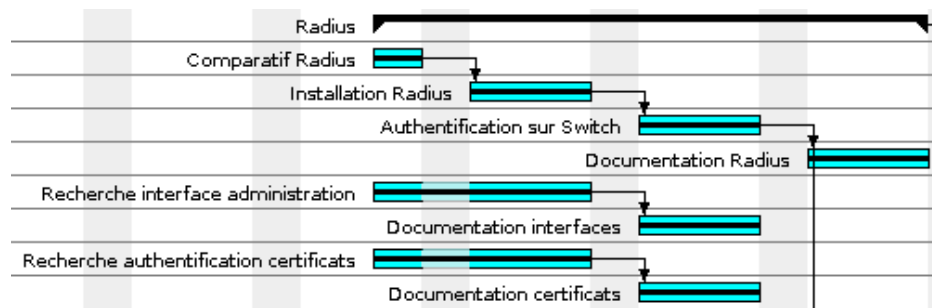 Radius
Comparatif Radius
Installation Radius
Authentification sur Switch
Documentation Radius
Recherche interface administration
Documentation interfaces
Recherche authentification certificats
Documentation certificats